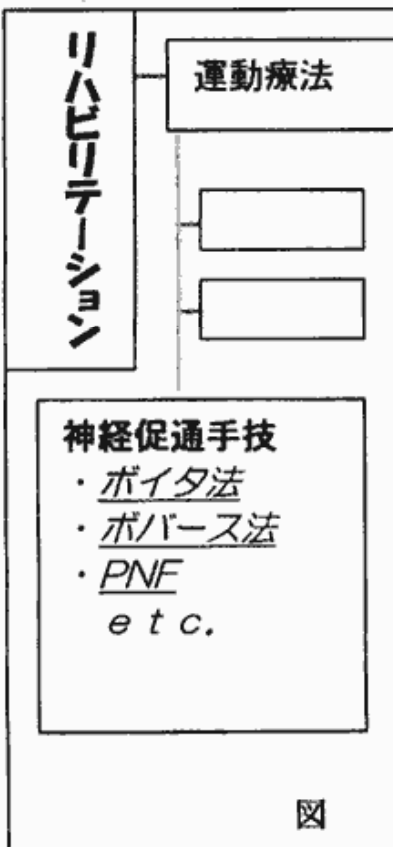 リハビリテーション
運動療法
神経促通手技
・ボイタ法
・ボバース法
・PNF
etc.
図